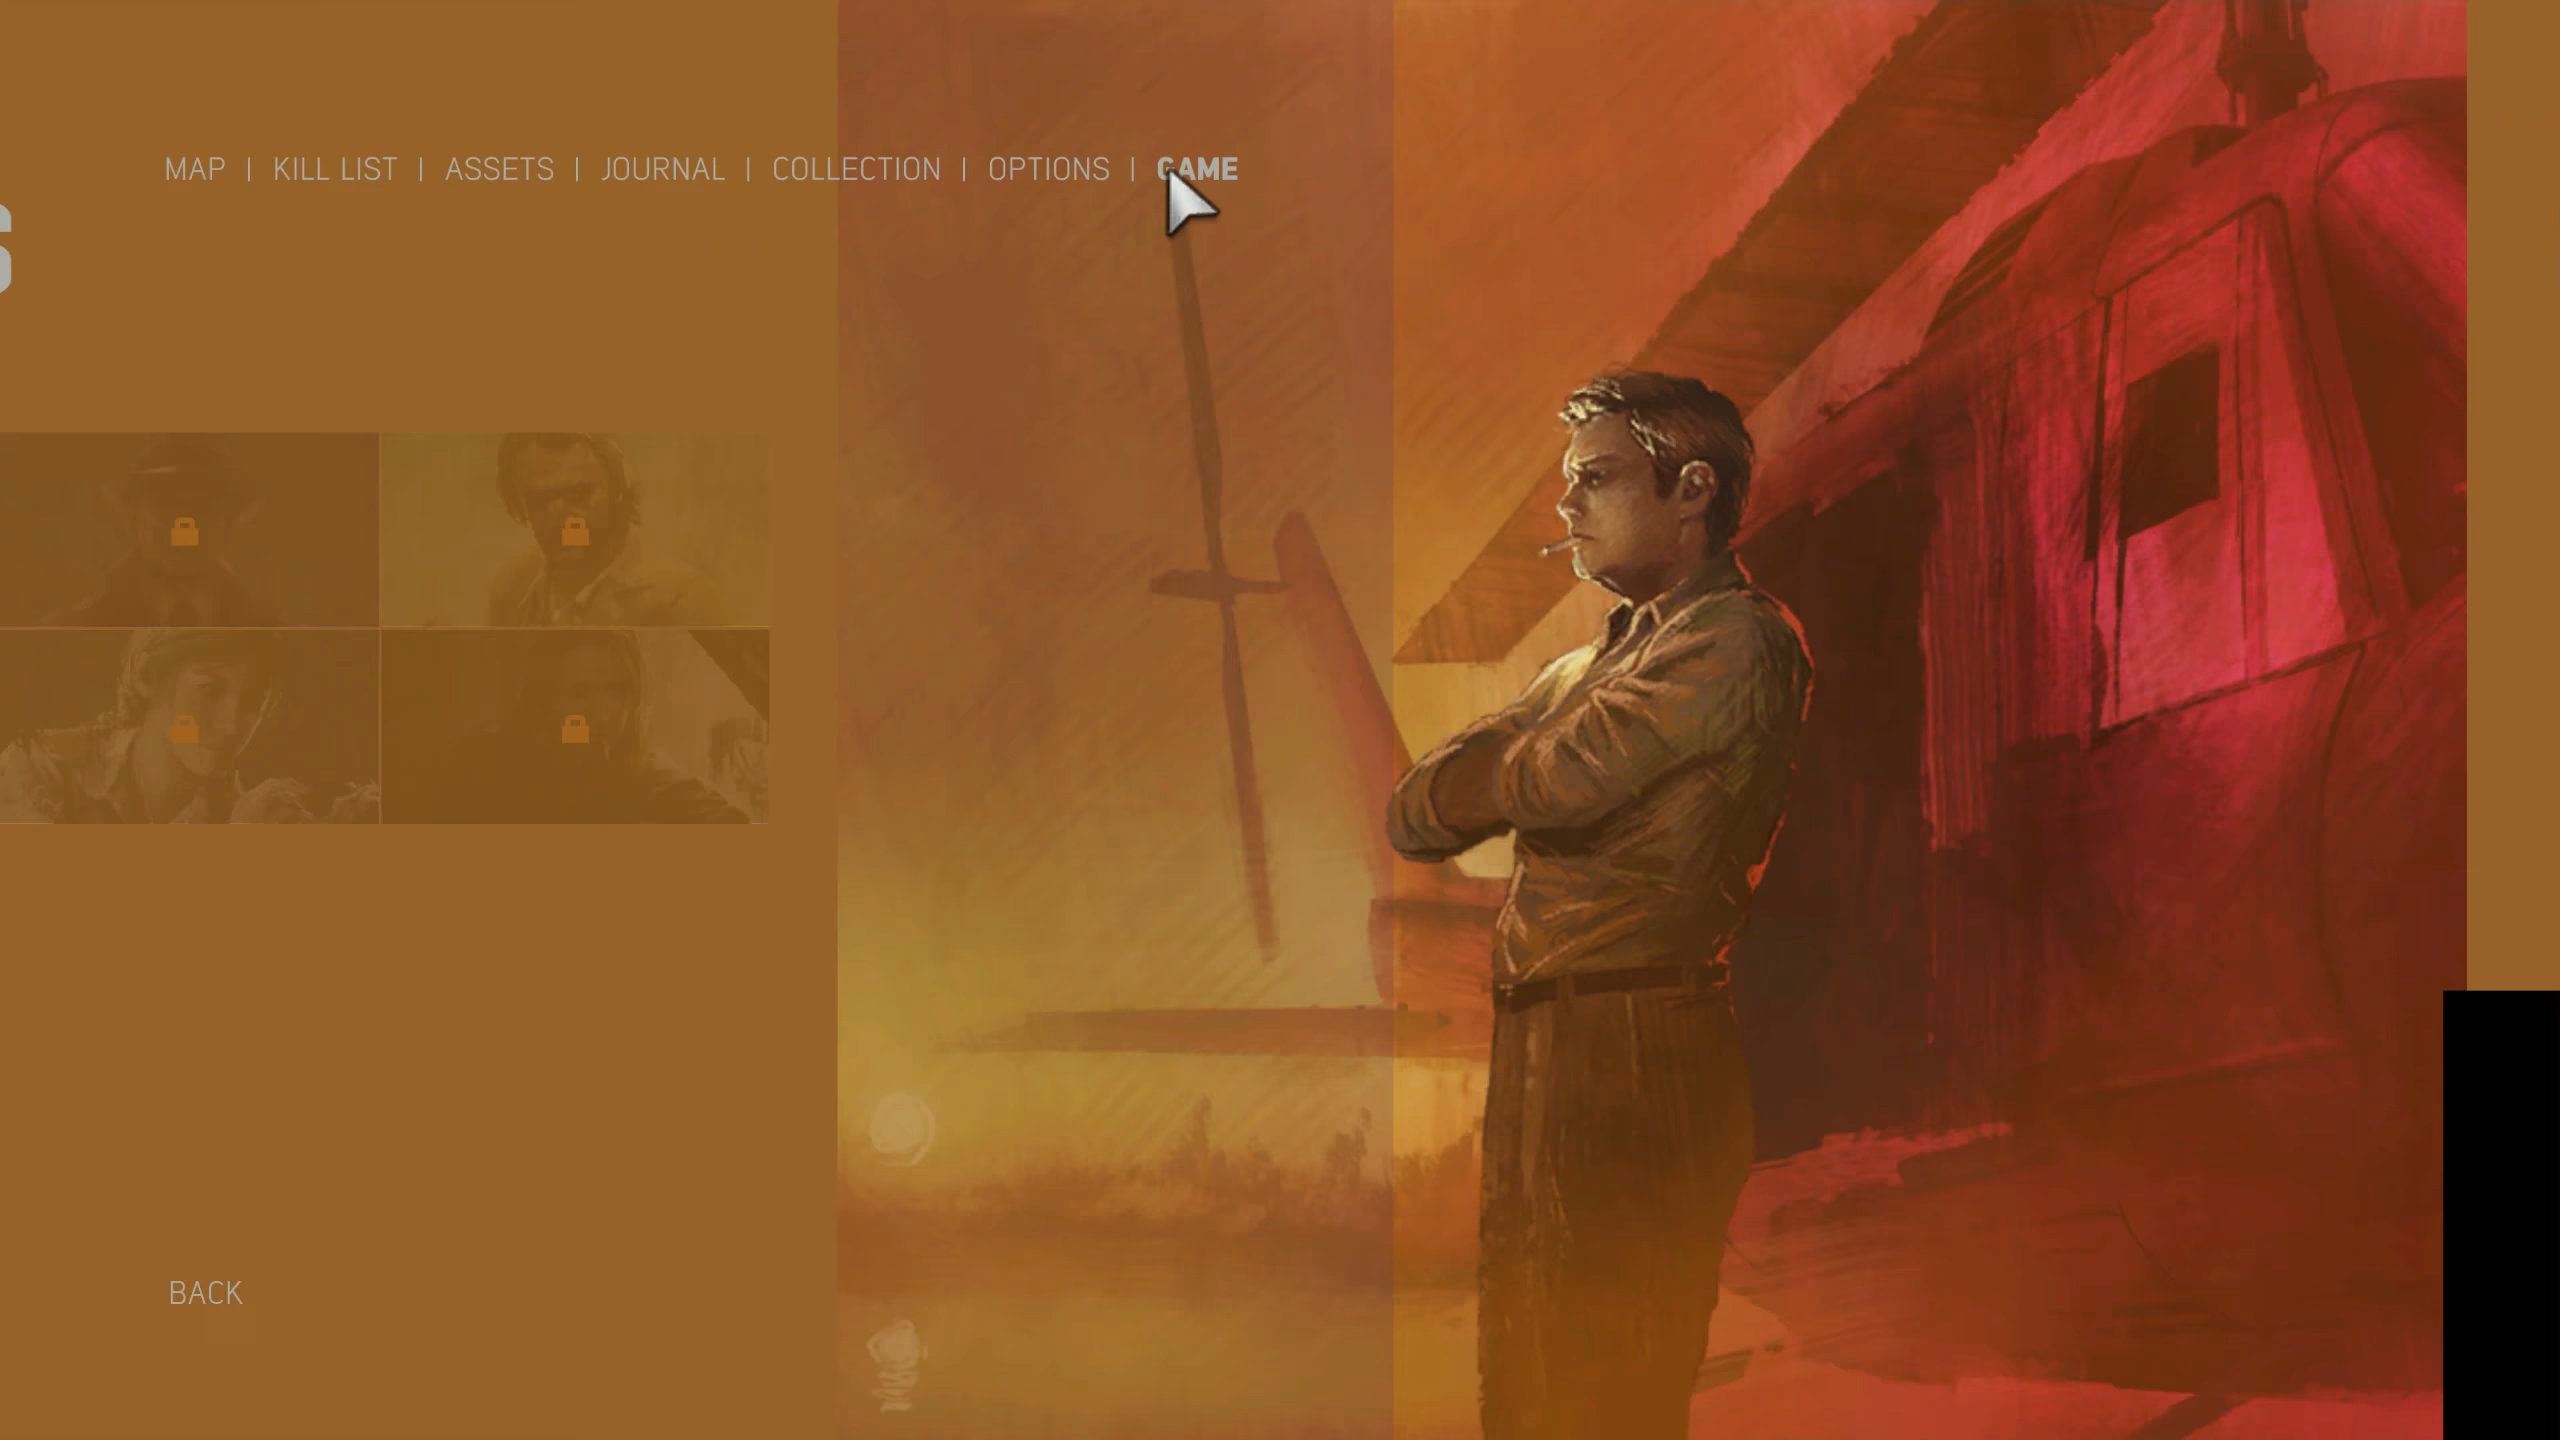 MAP | KILL LIST | ASSETS | JOURNAL | COLLECTION | OPTIONS | GAME
S
BACK